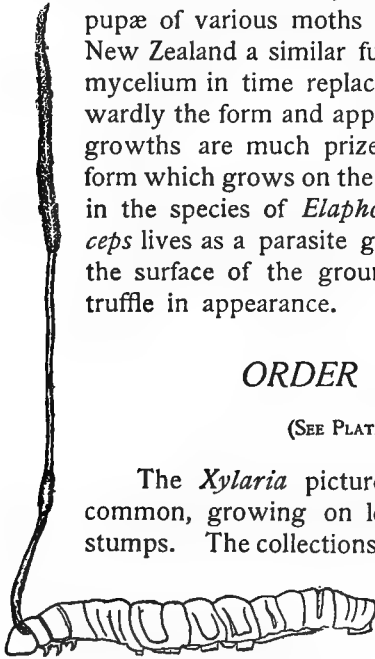 pupæ of various moths
New Zealand a similar fu
mycelium in time replac
wardly the form and app
growths are much prize
form which grows on the
in the species of Elapho
ceps lives as a parasite g
the surface of the groun
truffle in appearance.
ORDER
(SEE PLAT
The Xylaria pictur
common, growing on l
stumps. The collections